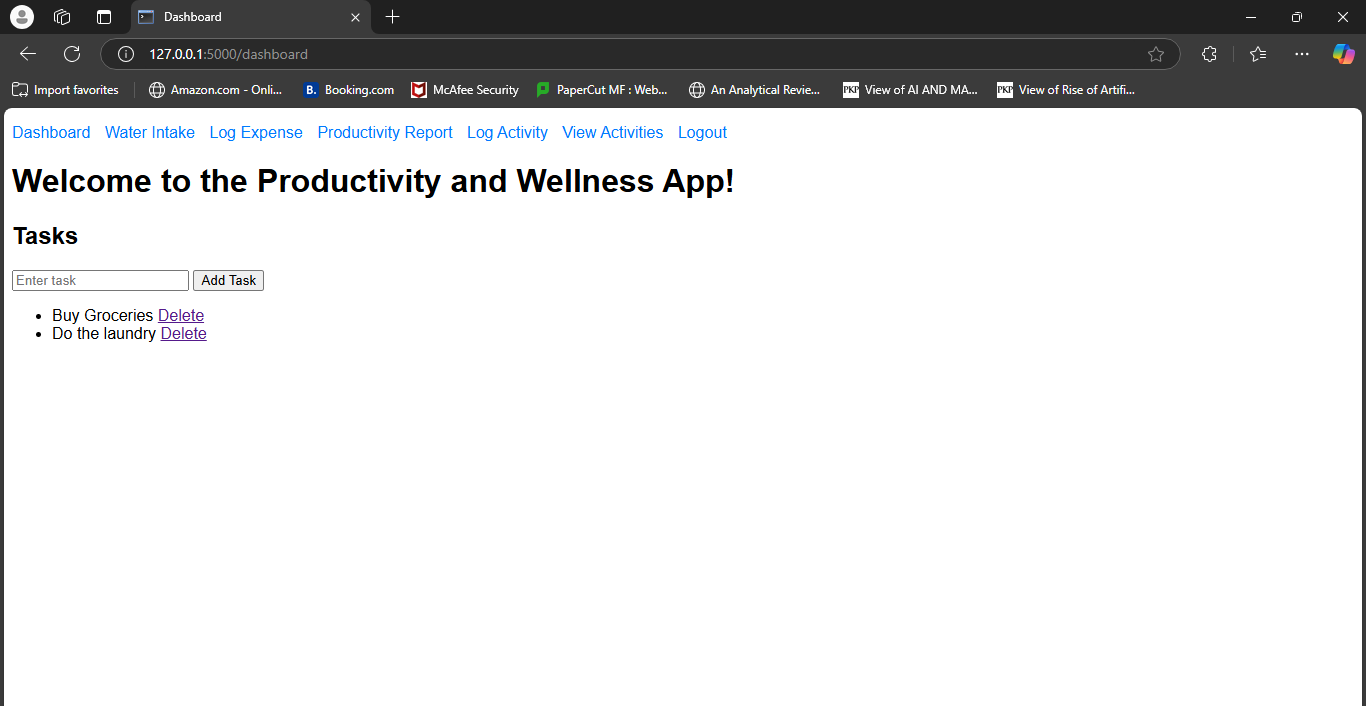 Dashboard
127.0.0.1:5000/dashboard
Import favorites Amazon.com - Onli... B. Booking.com McAfee Security PaperCut MF : Web... An Analytical Revie... PKP View of AI AND MA... PKP View of Rise of Artifi...
Dashboard Water Intake Log Expense Productivity Report Log Activity View Activities Logout
Welcome to the Productivity and Wellness App!
Tasks
Enter task Add Task
Buy Groceries Delete
Do the laundry Delete